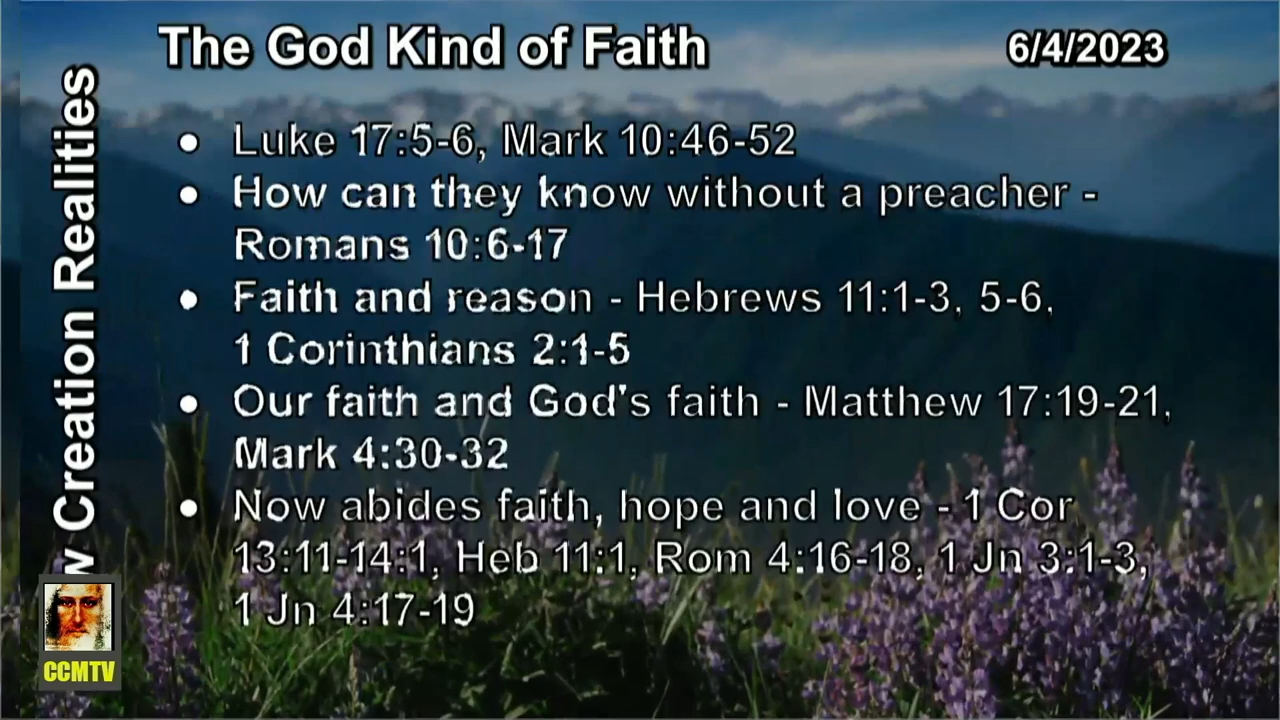 The God Kind of Faith
6/4/2023
Creation Realities
● Luke 17:5-6, Mark 10:46-52
● How can they know without a preacher -
Romans 10:6-17
● Faith and reason - Hebrews 11:1-3, 5-6,
1 Corinthians 2:1-5
● Our faith and God's faith - Matthew 17:19-21,
Mark 4:30-32
● Now abides faith, hope and love - 1 Cor
13:11-14:1, Heb 11:1, Rom 4:16-18, 1 Jn 3:1-3,
1 Jn 4:17-19
CCMTV